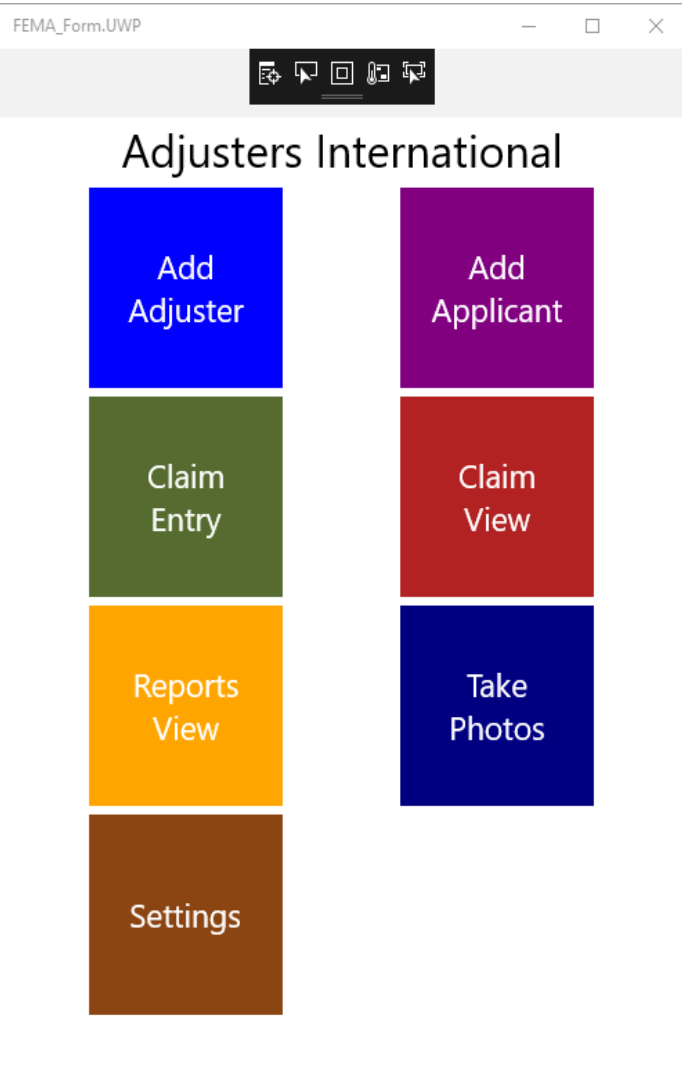 FEMA_Form.UWP
Adjusters International
Add
Adjuster
Add
Applicant
Claim
Entry
Claim
View
Reports
View
Take
Photos
Settings